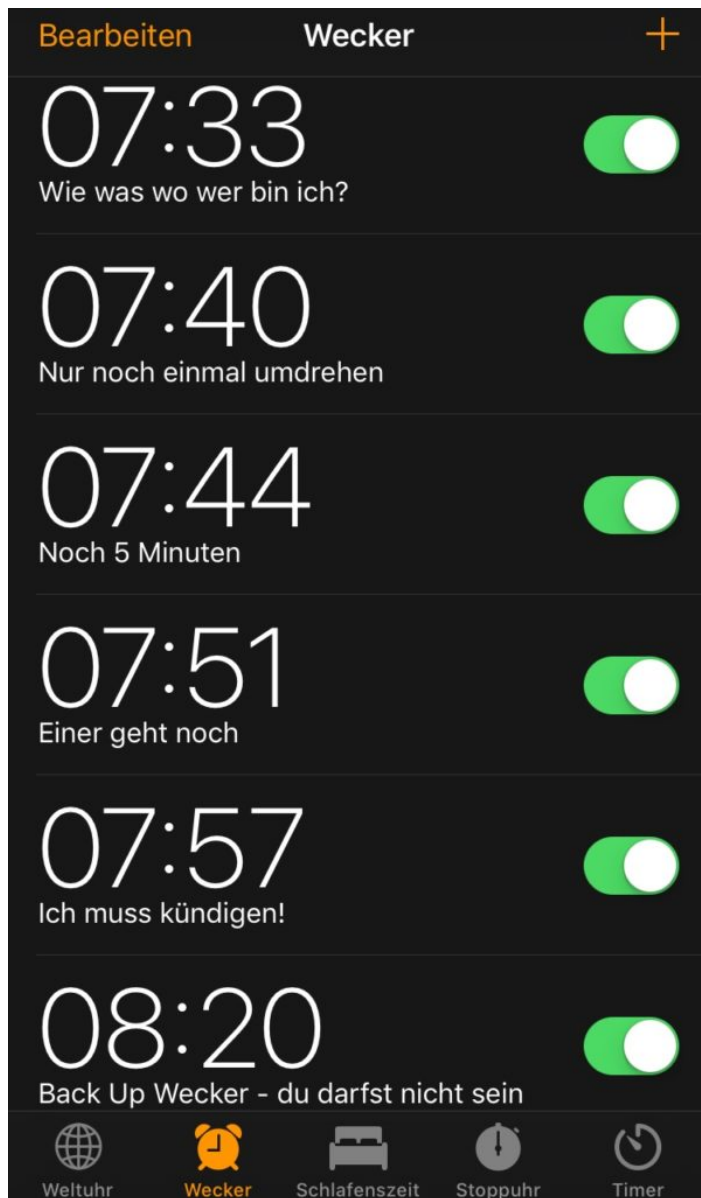 Bearbeiten Wecker +
07:33
Wie was wo wer bin ich?
07:40
Nur noch einmal umdrehen
07:44
Noch 5 Minuten
07:51
Einer geht noch
07:57
Ich muss kündigen!
08:20
Back Up Wecker - du darfst nicht sein
Weltuhr Wecker Schlafenszeit Stoppuhr Timer